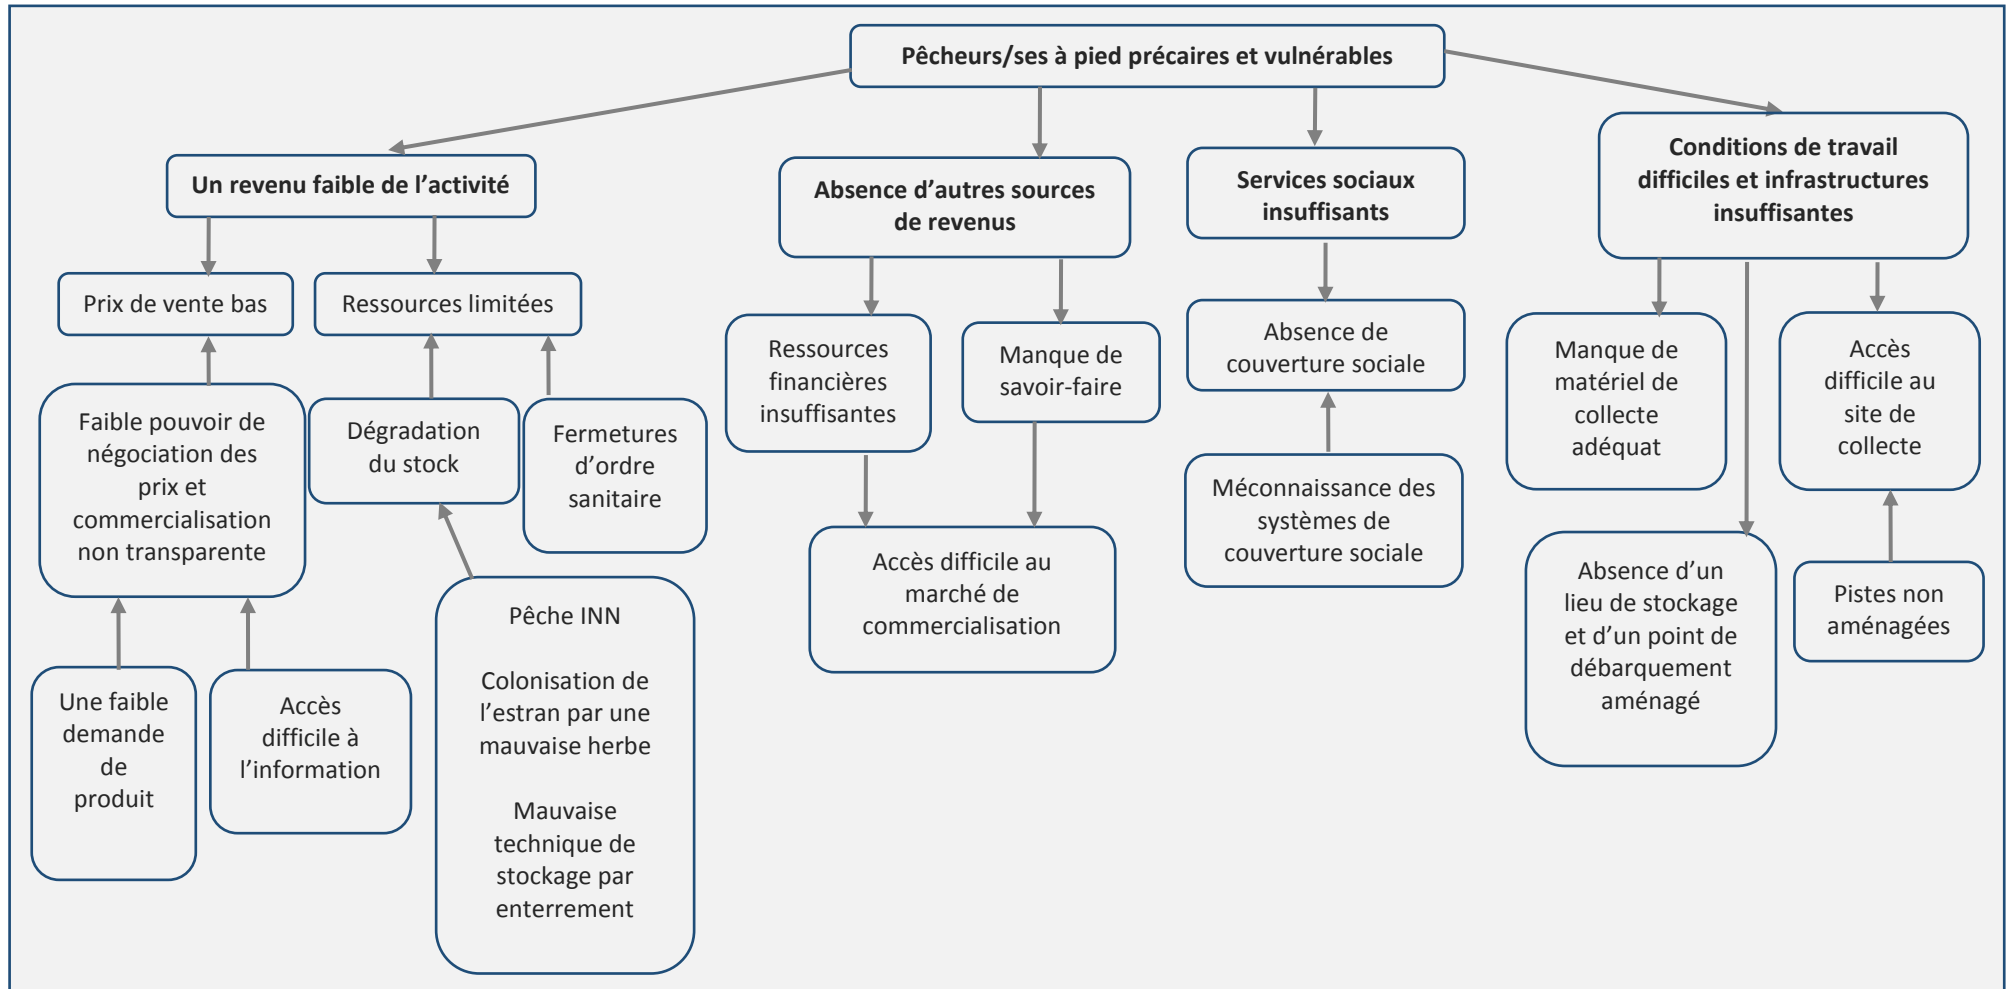 Pêcheurs/ses à pied précaires et vulnérables
Un revenu faible de l’activité
Absence d’autres sources
de revenus
Services sociaux
insuffisants
Conditions de travail
difficiles et infrastructures
insuffisantes
Prix de vente bas
Ressources limitées
Ressources
financières
insuffisantes
Manque de
savoir-faire
Absence de
couverture sociale
Manque de
matériel de
collecte
adéquat
Accès
difficile au
site de
collecte
Faible pouvoir de
négociation des
prix et
commercialisation
non transparente
Dégradation
du stock
Fermetures
d’ordre
sanitaire
Accès difficile au
marché de
commercialisation
Méconnaissance des
systèmes de
couverture sociale
Absence d’un
lieu de stockage
et d’un point de
débarquement
aménagé
Pistes non
aménagées
Une faible
demande
de
produit
Accès
difficile à
l’information
Pêche INN
Colonisation de
l’estran par une
mauvaise herbe
Mauvaise
technique de
stockage par
enterrement